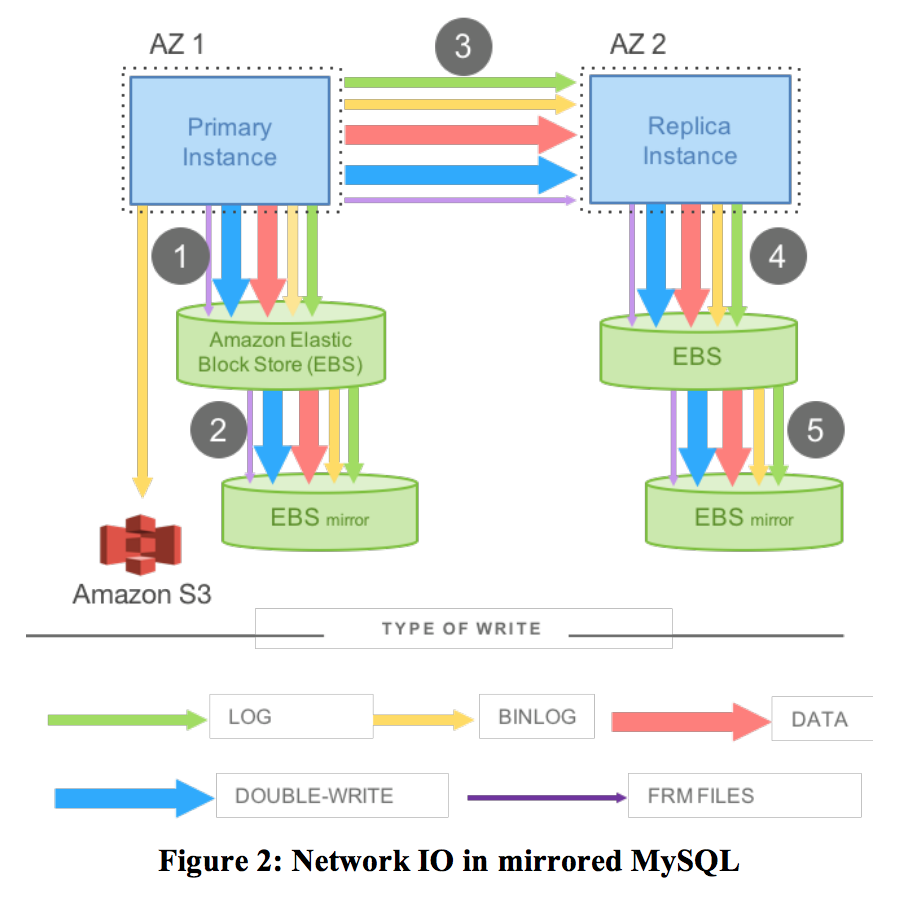 AZ 1
3
AZ 2
Primary
Instance
Replica
Instance
1
4
Amazon Elastic
Block Store (EBS)
EBS
2
5
EBS mirror
EBS mirror
Amazon S3
TYPE OF WRITE
LOG
BINLOG
DATA
DOUBLE-WRITE
FRM FILES
Figure 2: Network IO in mirrored MySQL